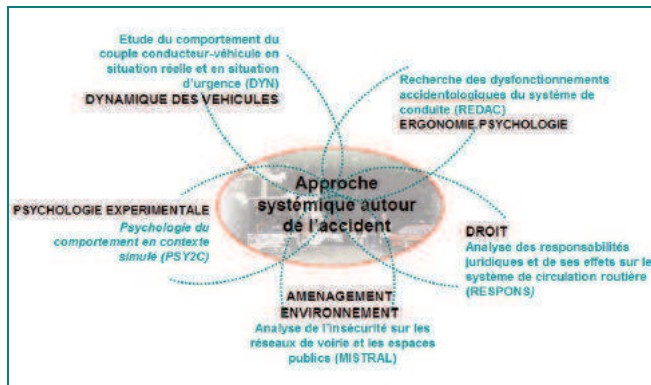 Etude du comportement du
couple conducteur-véhicule en
situation réelle et en situation
d'urgence (DYN)
DYNAMIQUE DES VEHICULES
Recherche des dysfonctionnements
accidentologiques du système de
conduite (REDAC)
ERGONOMIE PSYCHOLOGIE
Approche
systémique autour
de l'accident
PSYCHOLOGIE EXPERIMENTALE
Psychologie du
comportement en contexte
simulé (PSY2C)
DROIT
Analyse des responsabilités
juridiques et de ses effets sur le
système de circulation routière
(RESPONS)
AMENAGEMENT
ENVIRONNEMENT
Analyse de l'insécurité sur les
réseaux de voirie et les espaces
publics (MISTRAL)